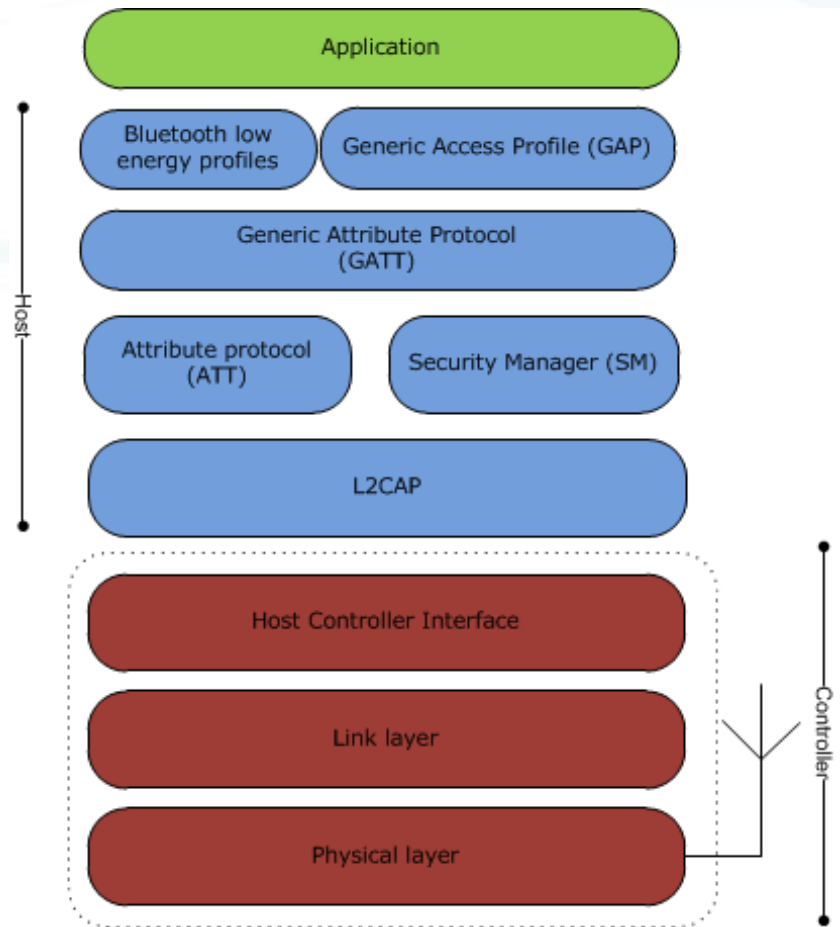 Application
Bluetooth low
energy profiles
Generic Access Profile (GAP)
Generic Attribute Protocol
(GATT)
Host
Attribute protocol
(ATT)
Security Manager (SM)
L2CAP
Host Controller Interface
Link layer
Controller
Physical layer